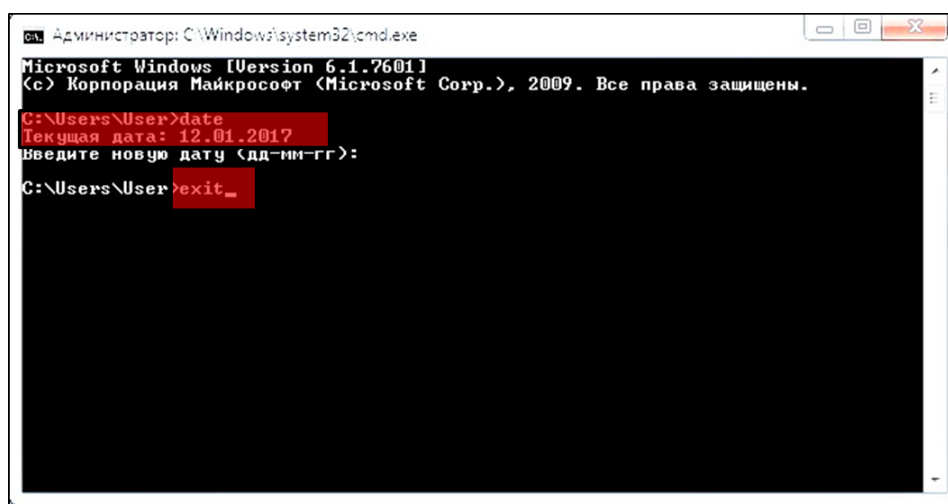 Администратор: C:\Windows\system32\cmd.exe
Microsoft Windows [Version 6.1.7601]
(c) Корпорация Майкрософт (Microsoft Corp.), 2009. Все права защищены.
C:\Users\User>date
Текущая дата: 12.01.2017
Введите новую дату (дд-мм-гг):
C:\Users\User>exit_